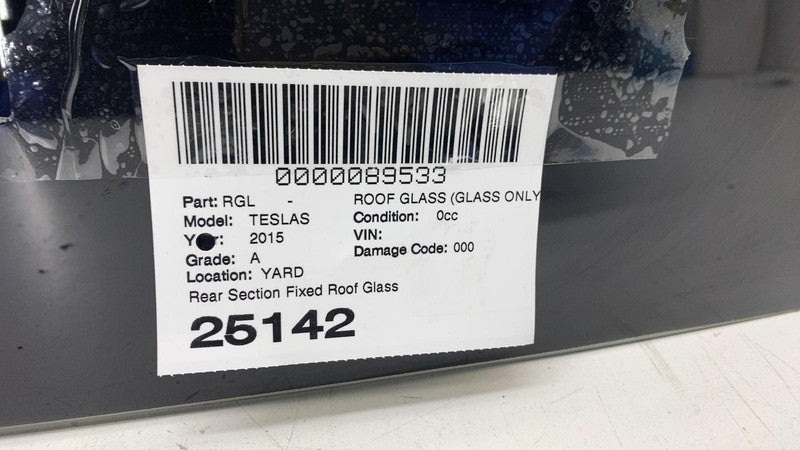 0000089533
Part: RGL - ROOF GLASS (GLASS ONLY
Model: TESLAS Condition: 0cc
Year: 2015 VIN:
Grade: A Damage Code: 000
Location: YARD
Rear Section Fixed Roof Glass
25142